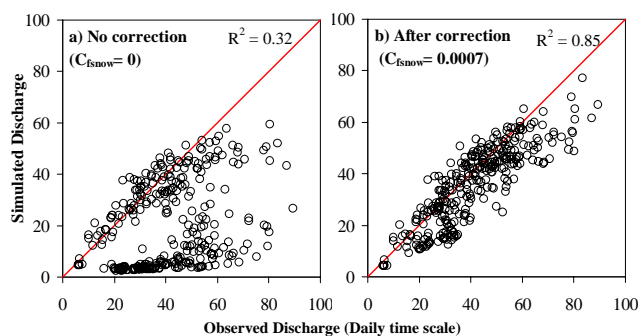 a) No correction
(Cfsnow= 0)
R² = 0.32
100
80
60
40
20
0
0 20 40 60 80 100
Simulated Discharge
b) After correction
(Cfsnow= 0.0007)
R² = 0.85
100
80
60
40
20
0
0 20 40 60 80 100
Observed Discharge (Daily time scale)